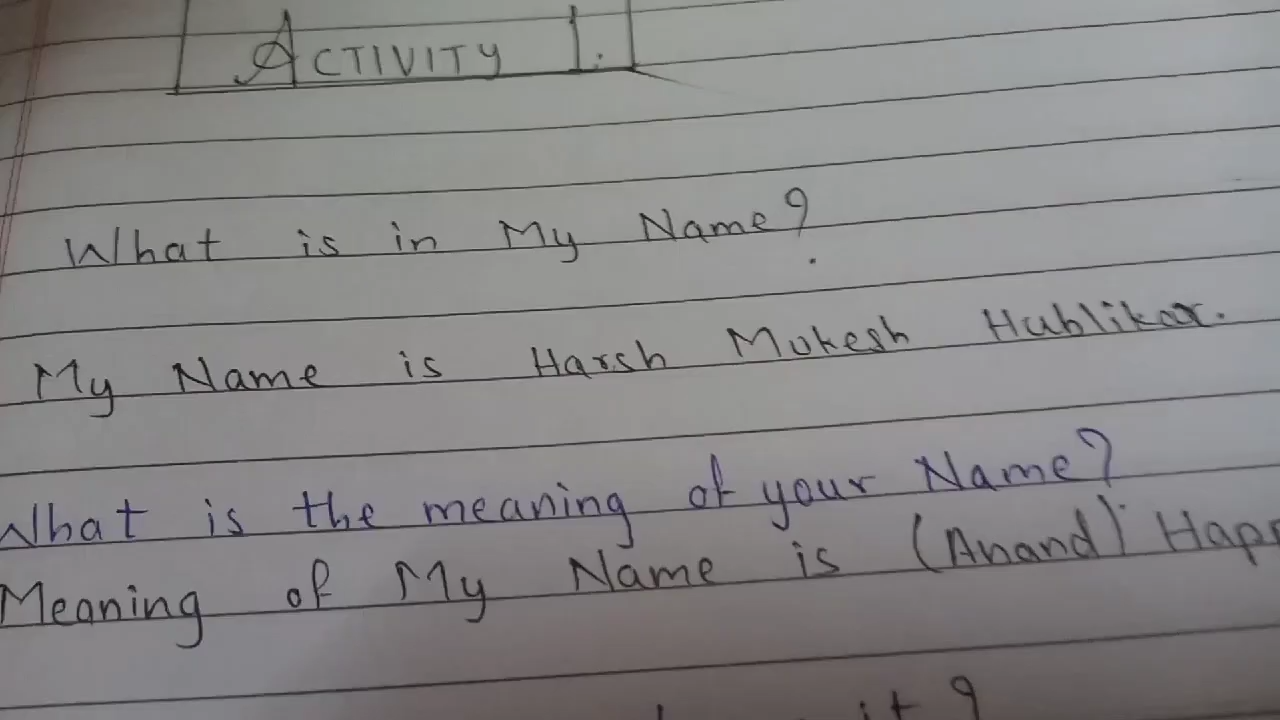 ACTIVITY 1.
What is in My Name?
My Name is Harsh Mukesh Hublikar.
What is the meaning of your Name?
Meaning of My Name is (Anand)
it?